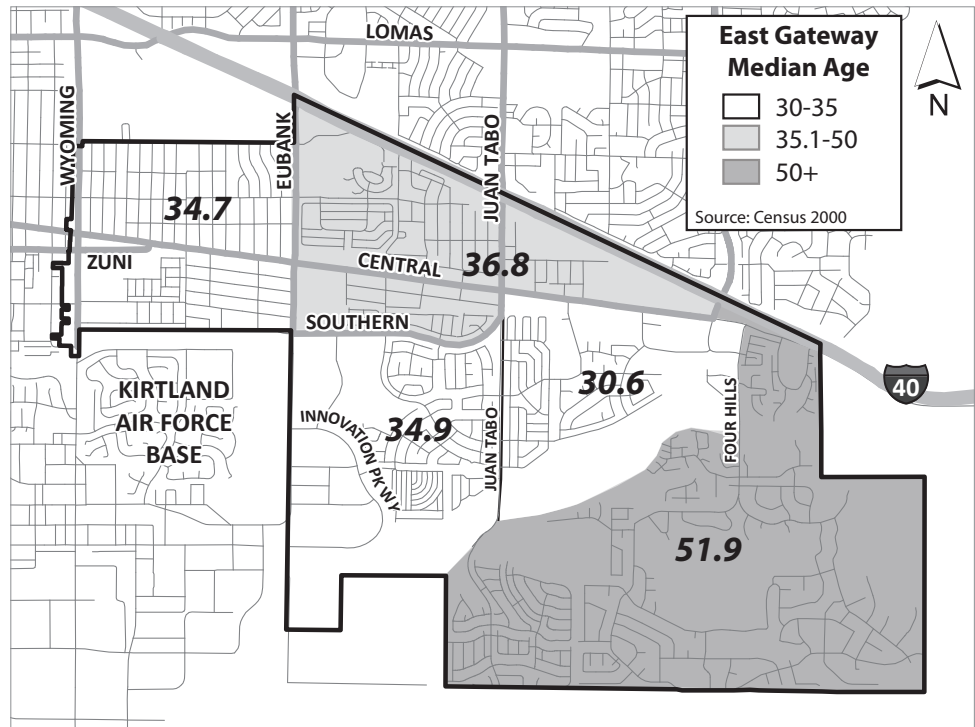 LOMAS
East Gateway
Median Age
30-35
35.1-50
50+
Source: Census 2000
N
WYOMING
EUBANK
JUAN TABO
34.7
36.8
CENTRAL
ZUNI
SOUTHERN
KIRTLAND
AIR FORCE
BASE
INNOVATION PKWY
34.9
JUAN TABO
30.6
FOUR HILLS
40
51.9